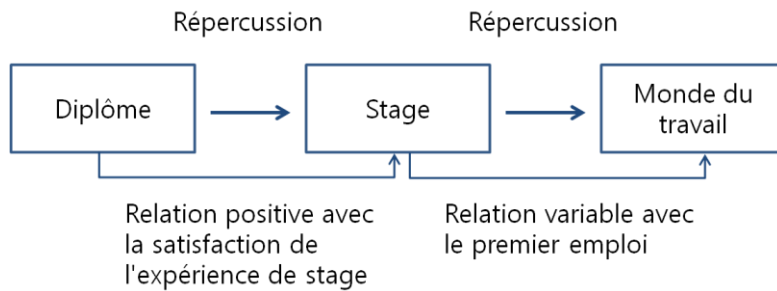 Répercussion
Répercussion
Diplôme
Stage
Monde du
travail
Relation positive avec
la satisfaction de
l'expérience de stage
Relation variable avec
le premier emploi